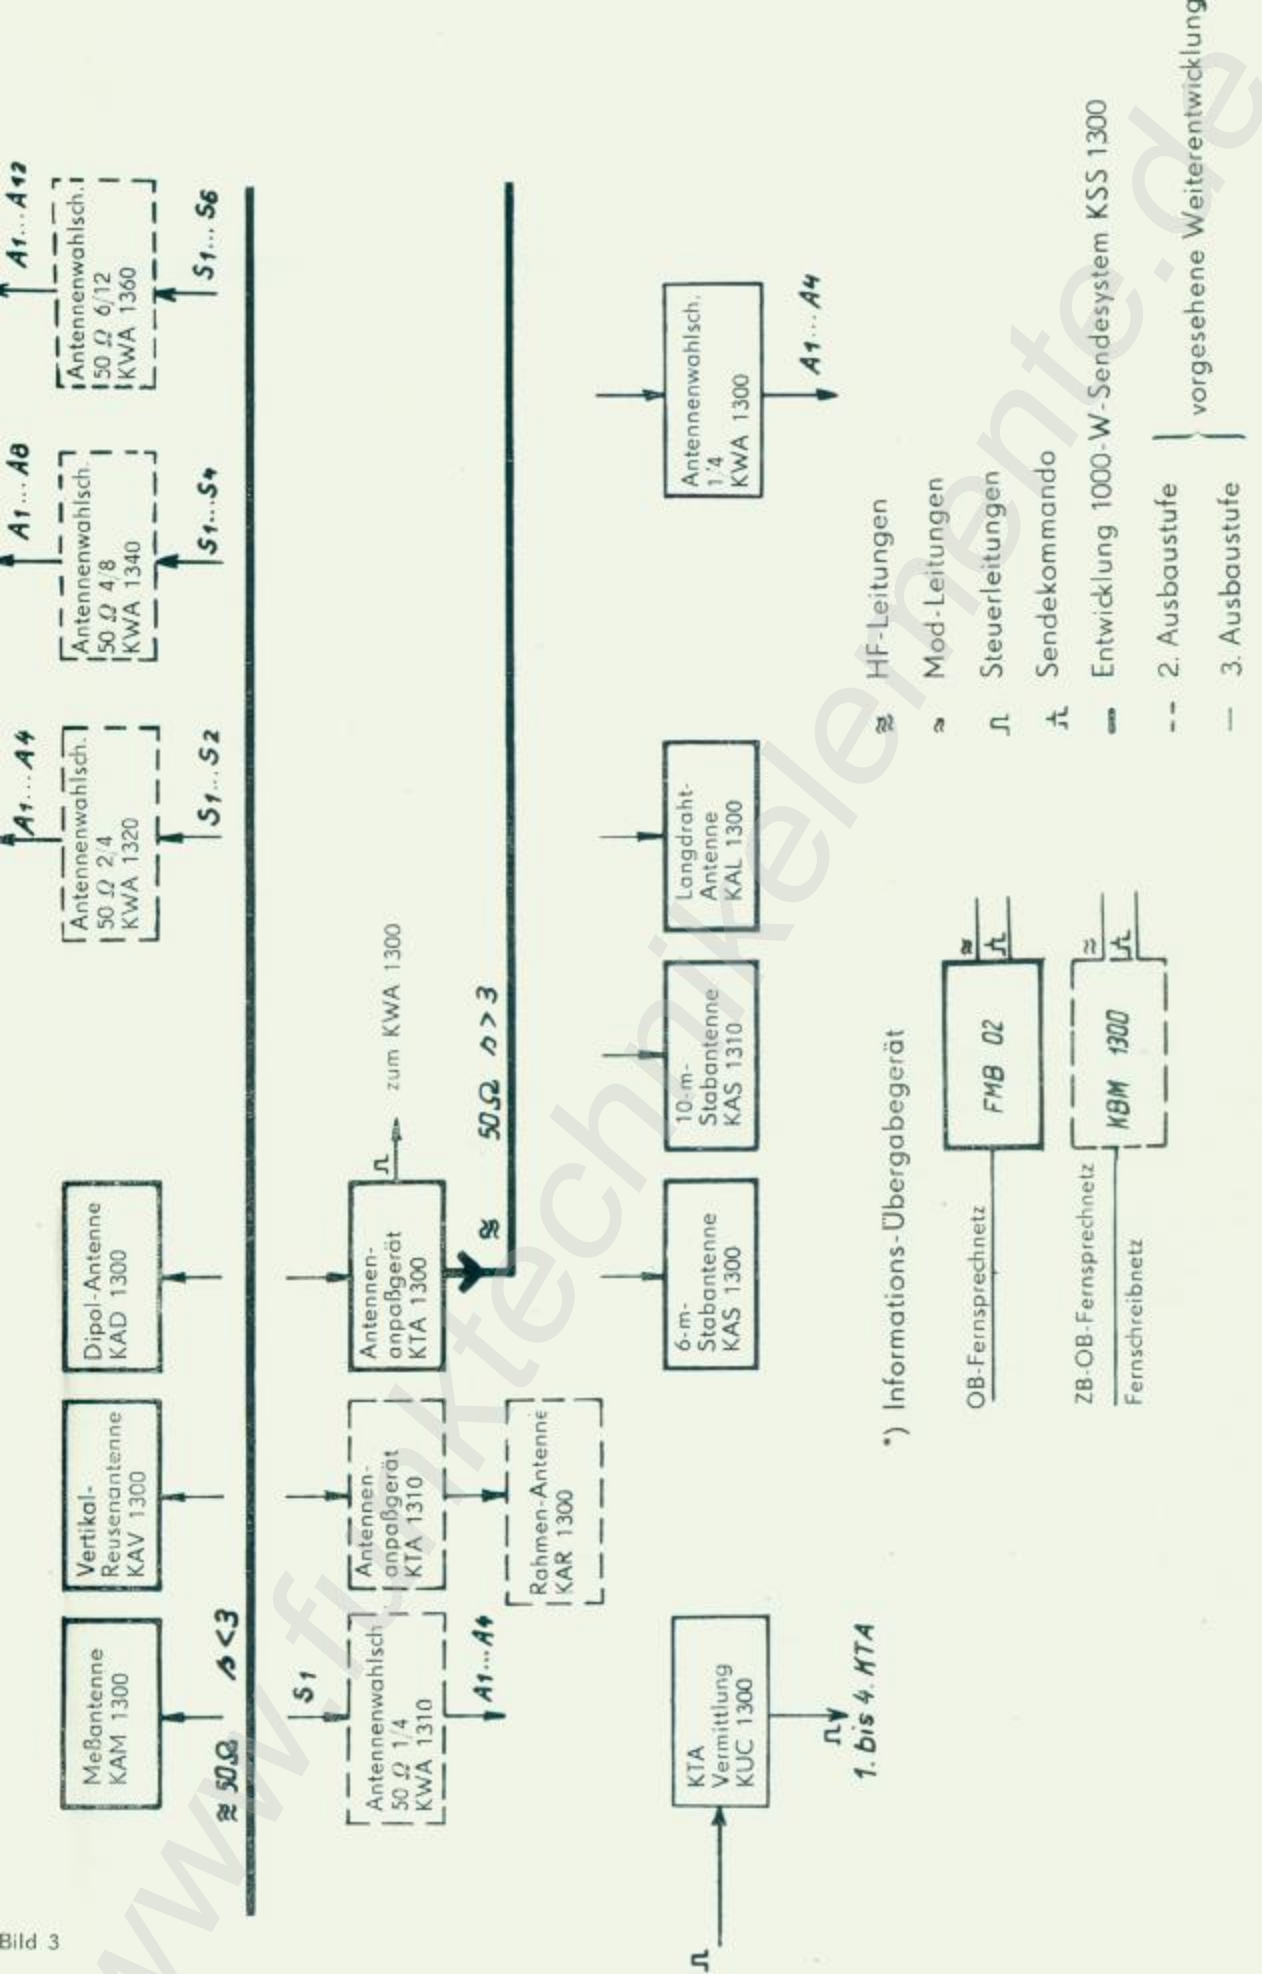 Bild 3
Meßantenne
KAM 1300
Vertikal-
Reusenantenne
KAV 1300
Dipol-Antenne
KAD 1300
A1...A4
Antennenwahlsch.
50 Ω 2/4
KWA 1320
S1...S2
A1...A8
Antennenwahlsch.
50 Ω 4/8
KWA 1340
S1...S4
A1...A12
Antennenwahlsch.
50 Ω 6/12
KWA 1360
S1...S6
≈ 50Ω s<3
S1
Antennenwahlsch
50 Ω 1/4
KWA 1310
A1...A4
Antennen-
anpaßgerät
KTA 1310
Rahmen-Antenne
KAR 1300
Antennen-
anpaßgerät
KTA 1300
zum KWA 1300
≈ 50Ω s>3
KTA
Vermittlung
KUC 1300
1. bis 4. KTA
6-m-
Stabantenne
KAS 1300
10-m-
Stabantenne
KAS 1310
Langdraht-
Antenne
KAL 1300
Antennenwahlsch.
1/4
KWA 1300
A1...A4
*) Informations-Übergabegerät
OB-Fernsprechnetz
FMB 02
ZB-OB-Fernsprechnetz
Fernschreibnetz
KBM 1300
HF-Leitungen
Mod-Leitungen
Steuerleitungen
Sendekommando
Entwicklung 1000-W-Sendesystem KSS 1300
2. Ausbaustufe
3. Ausbaustufe
vorgesehene Weiterentwicklung
www.funktechnikelemente.de